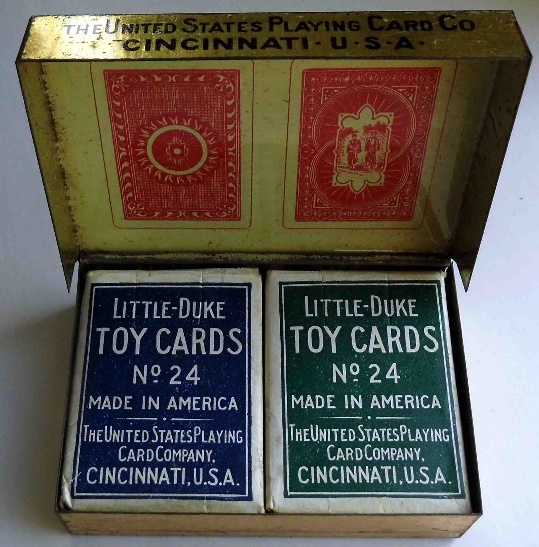 THE UNITED STATES PLAYING CARD CO
CINCINNATI · U · S · A ·
LITTLE-DUKE
TOY CARDS
Nº 24
MADE IN AMERICA
THE UNITED STATES PLAYING
CARD COMPANY,
CINCINNATI, U.S.A.
LITTLE-DUKE
TOY CARDS
Nº 24
MADE IN AMERICA
THE UNITED STATES PLAYING
CARD COMPANY,
CINCINNATI, U.S.A.